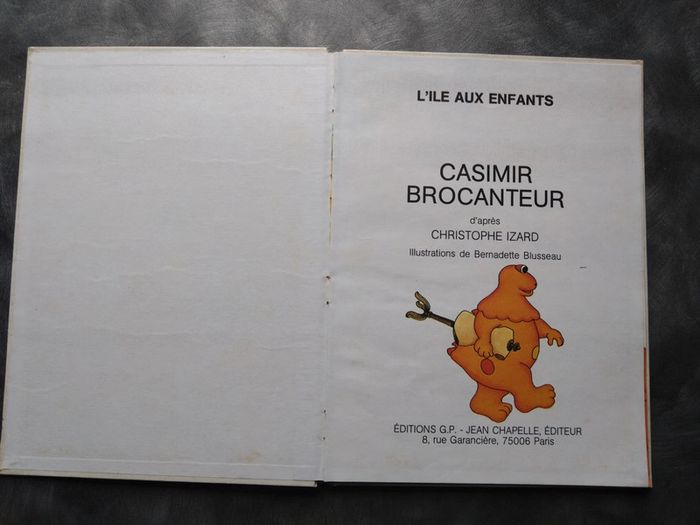 L'ILE AUX ENFANTS
CASIMIR
BROCANTEUR
d'après
CHRISTOPHE IZARD
Illustrations de Bernadette Blusseau
ÉDITIONS G.P. - JEAN CHAPELLE, ÉDITEUR
8, rue Garancière, 75006 Paris